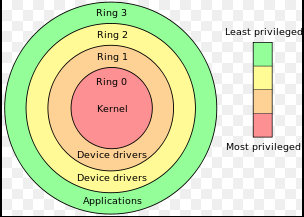 Ring 3
Ring 2
Ring 1
Ring 0
Kernel
Device drivers
Device drivers
Applications
Least privileged
Most privileged